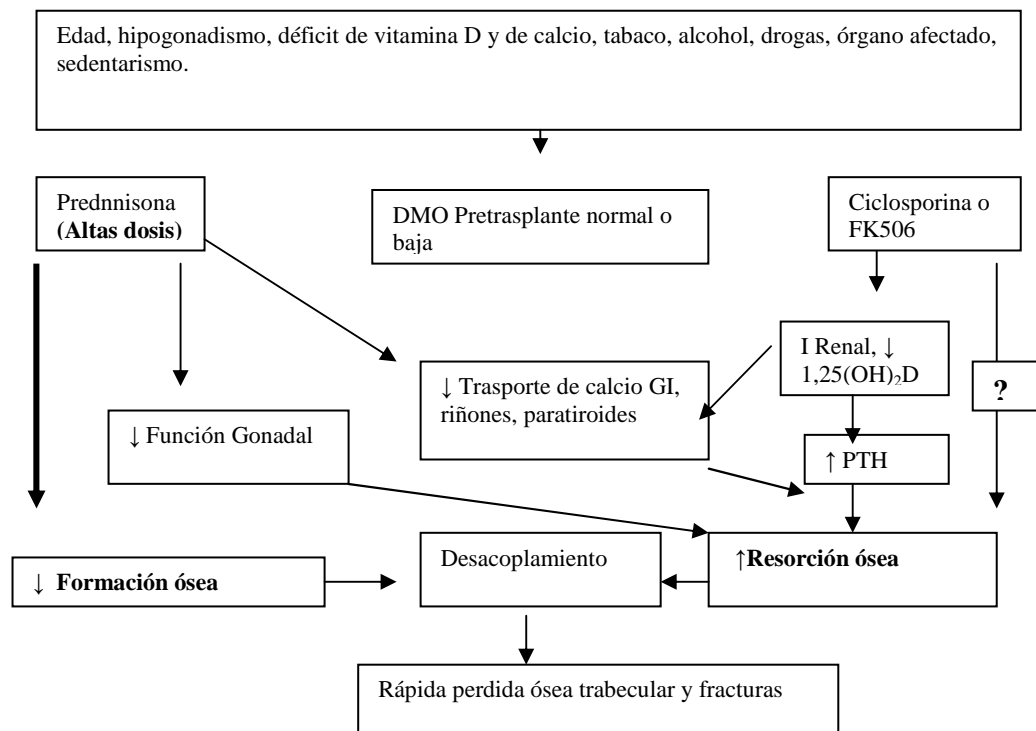 Edad, hipogonadismo, déficit de vitamina D y de calcio, tabaco, alcohol, drogas, órgano afectado,
sedentarismo.
Prednnisona
(Altas dosis)
DMO Pretrasplante normal o
baja
Ciclosporina o
FK506
I Renal, ↓
1,25(OH)₂D
?
↓ Trasporte de calcio GI,
riñones, paratiroides
↓ Función Gonadal
↑ PTH
Desacoplamiento
↑Resorción ósea
↓ Formación ósea
Rápida perdida ósea trabecular y fracturas